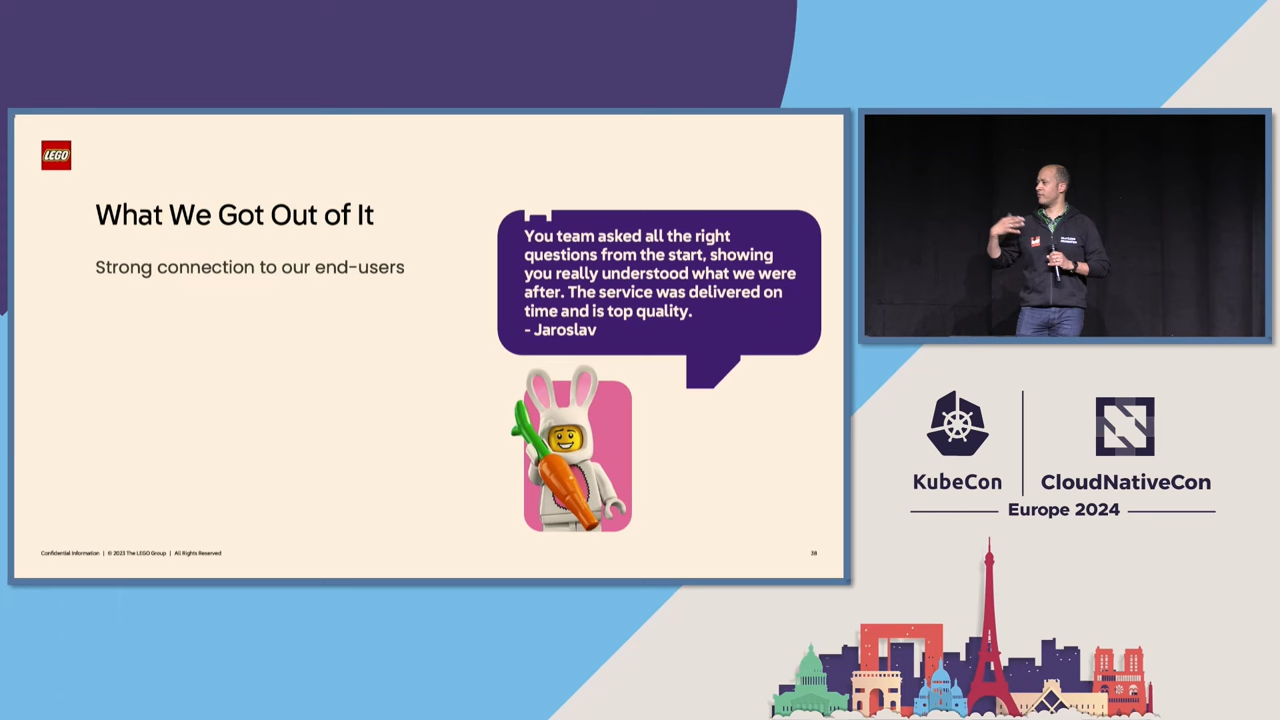 LEGO
What We Got Out of It
Strong connection to our end-users
You team asked all the right
questions from the start, showing
you really understood what we were
after. The service was delivered on
time and is top quality.
- Jaroslav
Confidential Information | © 2023 The LEGO Group | All Rights Reserved
38
KubeCon
CloudNativeCon
Europe 2024